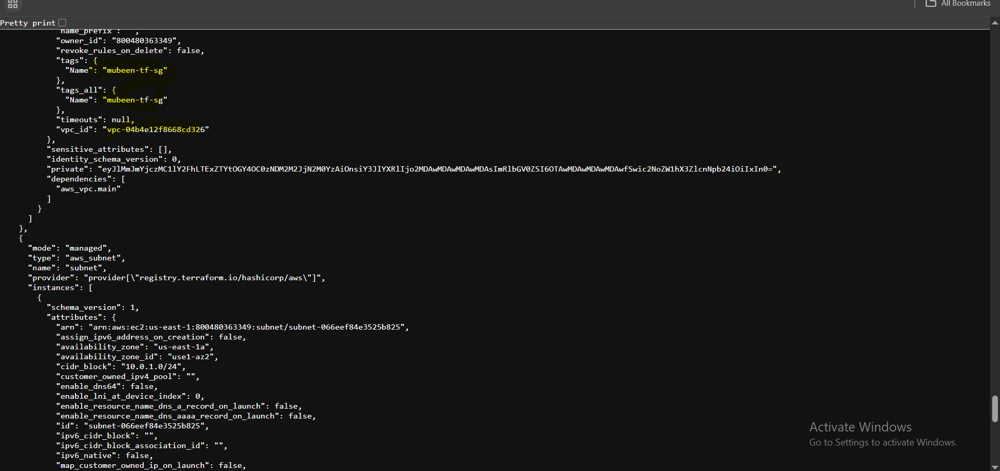 All Bookmarks
Pretty print
"name_prefix": "",
"owner_id": "800480363349",
"revoke_rules_on_delete": false,
"tags": {
"Name": "mubeen-tf-sg"
},
"tags_all": {
"Name": "mubeen-tf-sg"
},
"timeouts": null,
"vpc_id": "vpc-04b4e12f8668cd326"
},
"sensitive_attributes": [],
"identity_schema_version": 0,
"private": "eyJlMmJmYjczMC1lY2FhLTExZTYtOGY4OC0zNDM2M2JjN2M0YzAiOnsiY3JlYXRlIjo2MDAwMDAwMDAwMDAsImRlbGV0ZSI6OTAwMDAwMDAwMDAwfSwic2NoZW1hX3ZlcnNpb24iOiIxIn0=",
"dependencies": [
"aws_vpc.main"
]
}
]
},
{
"mode": "managed",
"type": "aws_subnet",
"name": "subnet",
"provider": "provider[\"registry.terraform.io/hashicorp/aws\"]",
"instances": [
{
"schema_version": 1,
"attributes": {
"arn": "arn:aws:ec2:us-east-1:800480363349:subnet/subnet-066eef84e3525b825",
"assign_ipv6_address_on_creation": false,
"availability_zone": "us-east-1a",
"availability_zone_id": "use1-az2",
"cidr_block": "10.0.1.0/24",
"customer_owned_ipv4_pool": "",
"enable_dns64": false,
"enable_lni_at_device_index": 0,
"enable_resource_name_dns_a_record_on_launch": false,
"enable_resource_name_dns_aaaa_record_on_launch": false,
"id": "subnet-066eef84e3525b825",
"ipv6_cidr_block": "",
"ipv6_cidr_block_association_id": "",
"ipv6_native": false,
"map_customer_owned_ip_on_launch": false,
Activate Windows
Go to Settings to activate Windows.